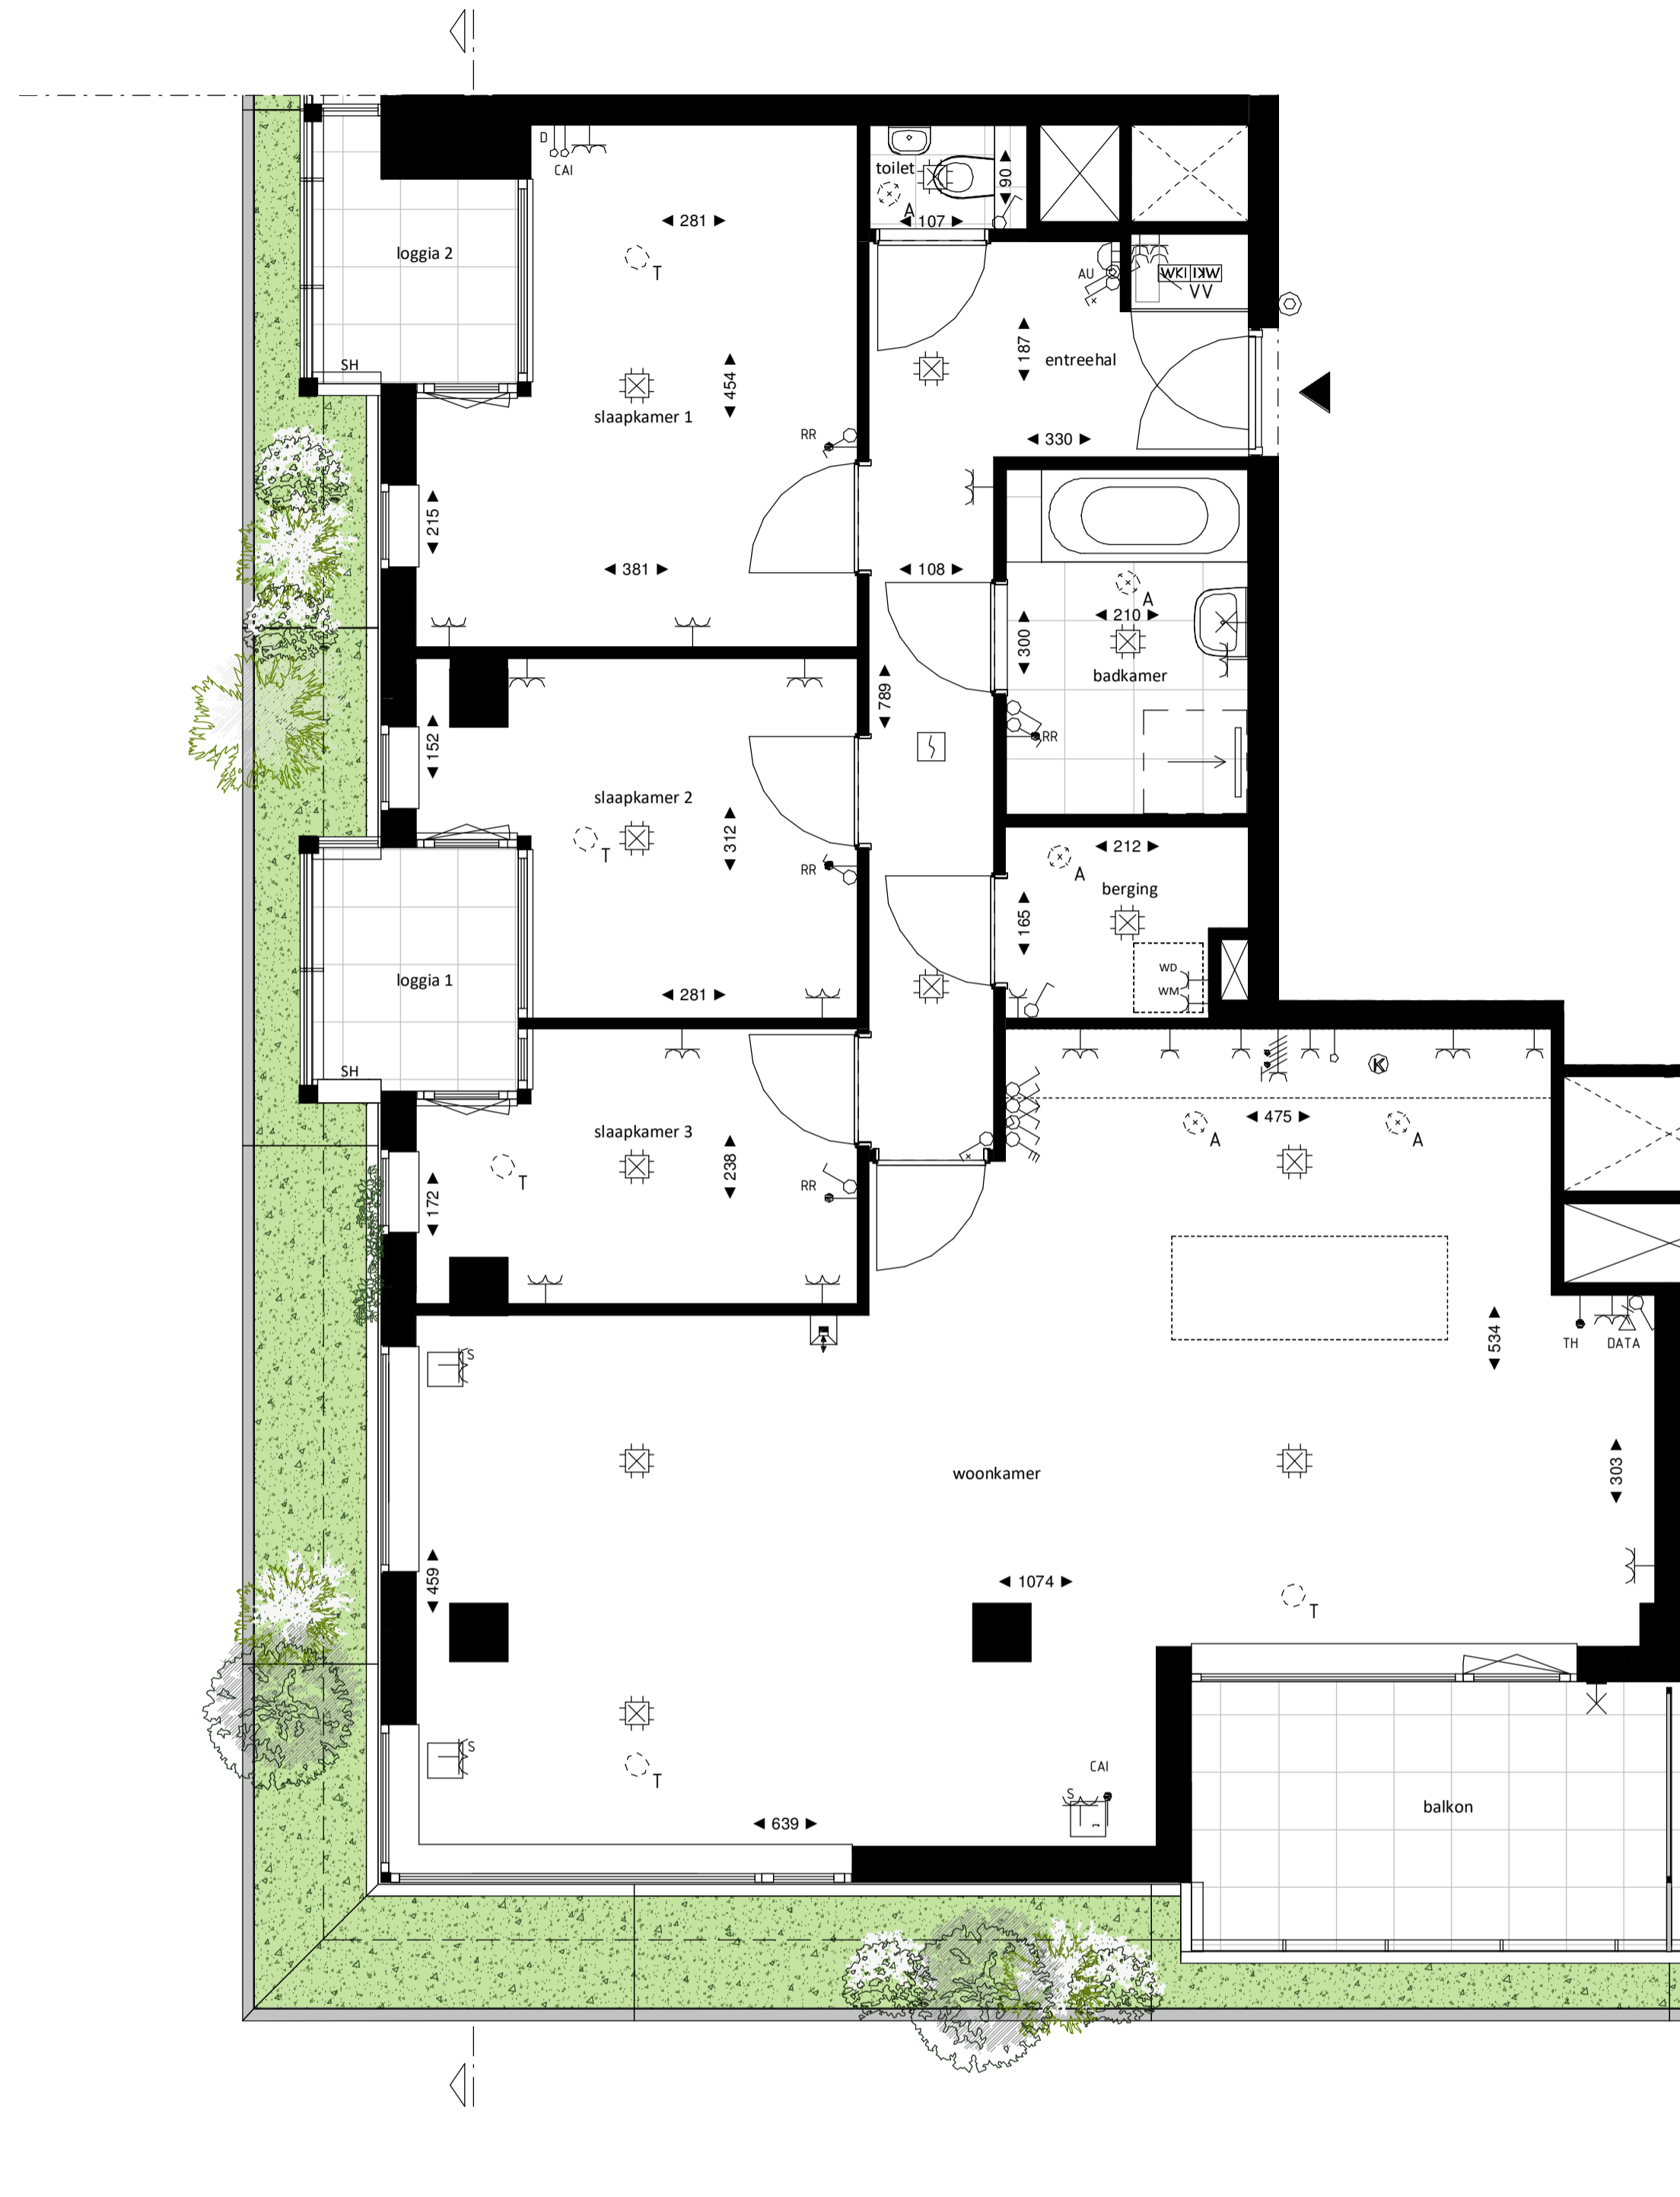 D
CAI
toilet
90
A
107
281
loggia 2
T
AU
WKI
WKI
VV
SH
187
entreehal
454
slaapkamer 1
RR
330
215
381
108
A
210
300
badkamer
789
RR
152
slaapkamer 2
T
312
RR
212
A
berging
165
WD
WM
loggia 1
281
SH
K
475
A
A
slaapkamer 3
T
238
RR
172
534
TH
DATA
S
woonkamer
303
459
1074
T
S
T
CAI
S
639
balkon